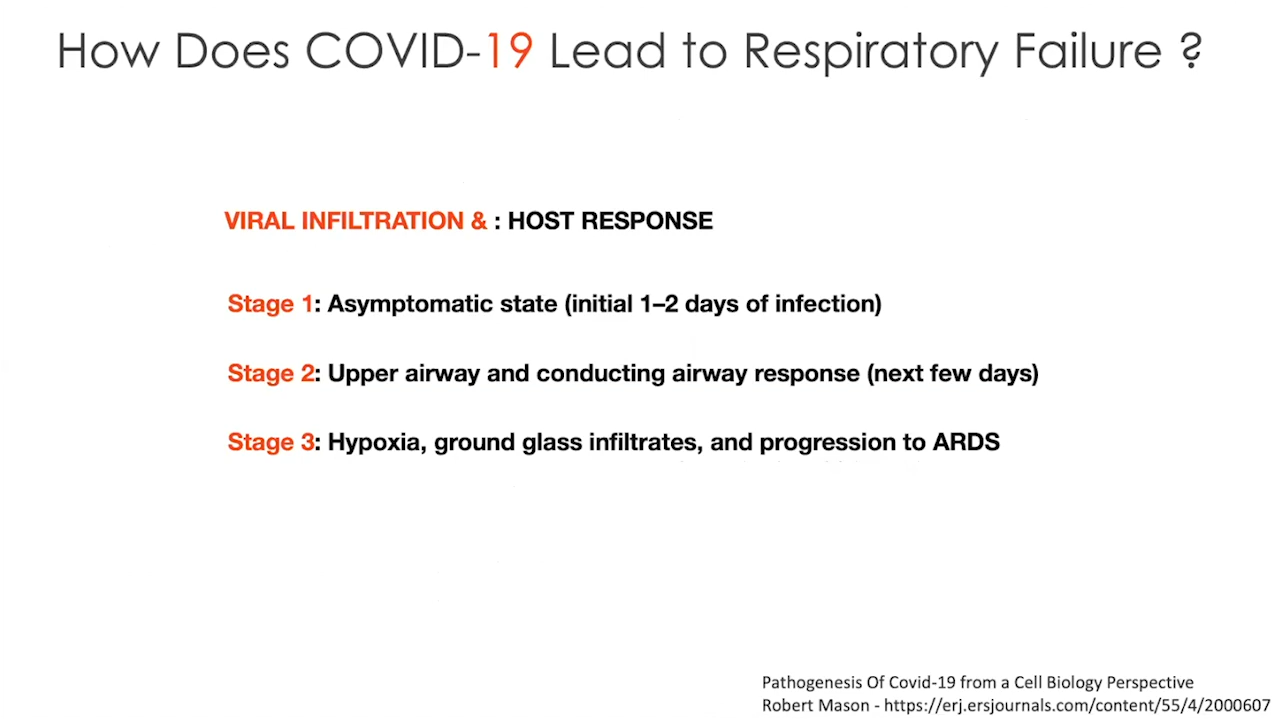 How Does COVID-19 Lead to Respiratory Failure ?
VIRAL INFILTRATION & : HOST RESPONSE
Stage 1: Asymptomatic state (initial 1–2 days of infection)
Stage 2: Upper airway and conducting airway response (next few days)
Stage 3: Hypoxia, ground glass infiltrates, and progression to ARDS
Pathogenesis Of Covid-19 from a Cell Biology Perspective
Robert Mason - https://erj.ersjournals.com/content/55/4/2000607